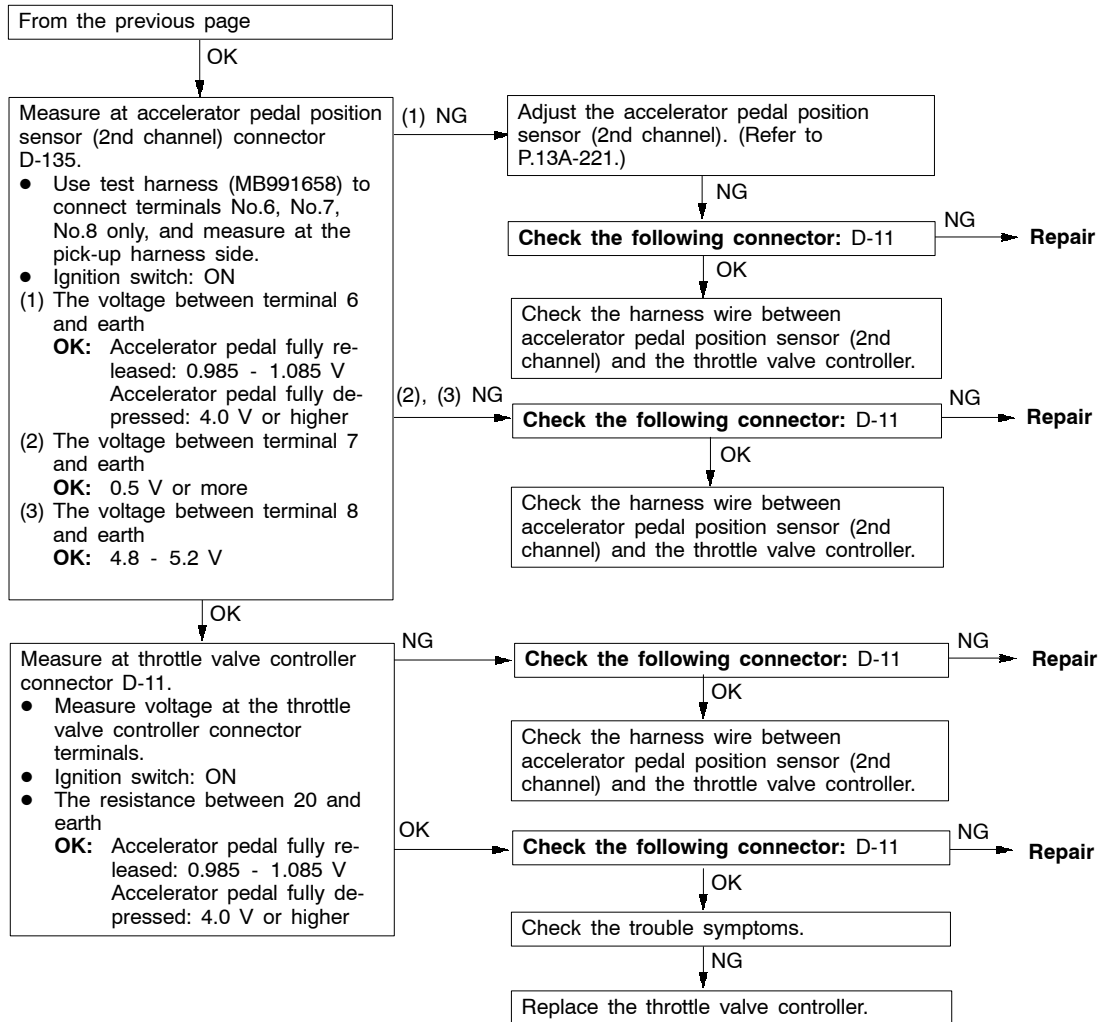 From the previous page
OK
Measure at accelerator pedal position
sensor (2nd channel) connector
D-135.
● Use test harness (MB991658) to
connect terminals No.6, No.7,
No.8 only, and measure at the
pick-up harness side.
● Ignition switch: ON
(1) The voltage between terminal 6
and earth
OK: Accelerator pedal fully re-
leased: 0.985 - 1.085 V
Accelerator pedal fully de-
pressed: 4.0 V or higher
(2) The voltage between terminal 7
and earth
OK: 0.5 V or more
(3) The voltage between terminal 8
and earth
OK: 4.8 - 5.2 V
(1) NG
Adjust the accelerator pedal position
sensor (2nd channel). (Refer to
P.13A-221.)
NG
Check the following connector: D-11
NG
Repair
OK
Check the harness wire between
accelerator pedal position sensor (2nd
channel) and the throttle valve controller.
(2), (3) NG
Check the following connector: D-11
NG
Repair
OK
Check the harness wire between
accelerator pedal position sensor (2nd
channel) and the throttle valve controller.
OK
Measure at throttle valve controller
connector D-11.
● Measure voltage at the throttle
valve controller connector
terminals.
● Ignition switch: ON
● The resistance between 20 and
earth
OK: Accelerator pedal fully re-
leased: 0.985 - 1.085 V
Accelerator pedal fully de-
pressed: 4.0 V or higher
NG
Check the following connector: D-11
NG
Repair
OK
Check the harness wire between
accelerator pedal position sensor (2nd
channel) and the throttle valve controller.
OK
Check the following connector: D-11
NG
Repair
OK
Check the trouble symptoms.
NG
Replace the throttle valve controller.